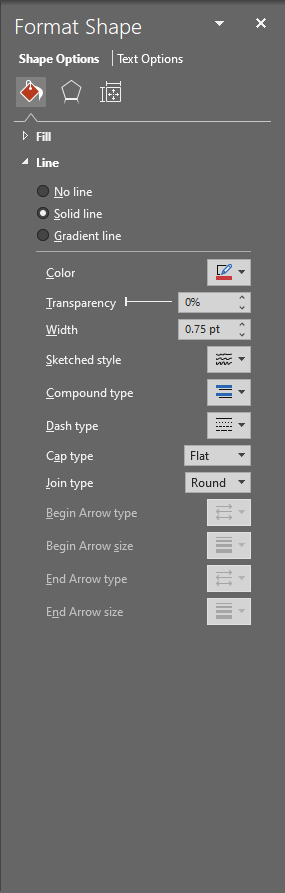 Format Shape
Shape Options | Text Options
Fill
Line
No line
Solid line
Gradient line
Color
Transparency 0%
Width 0.75 pt
Sketched style
Compound type
Dash type
Cap type Flat
Join type Round
Begin Arrow type
Begin Arrow size
End Arrow type
End Arrow size